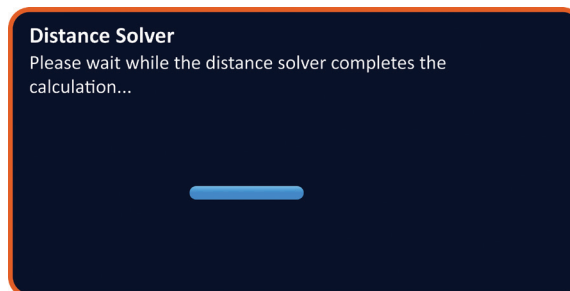 Distance Solver
Please wait while the distance solver completes the
calculation...